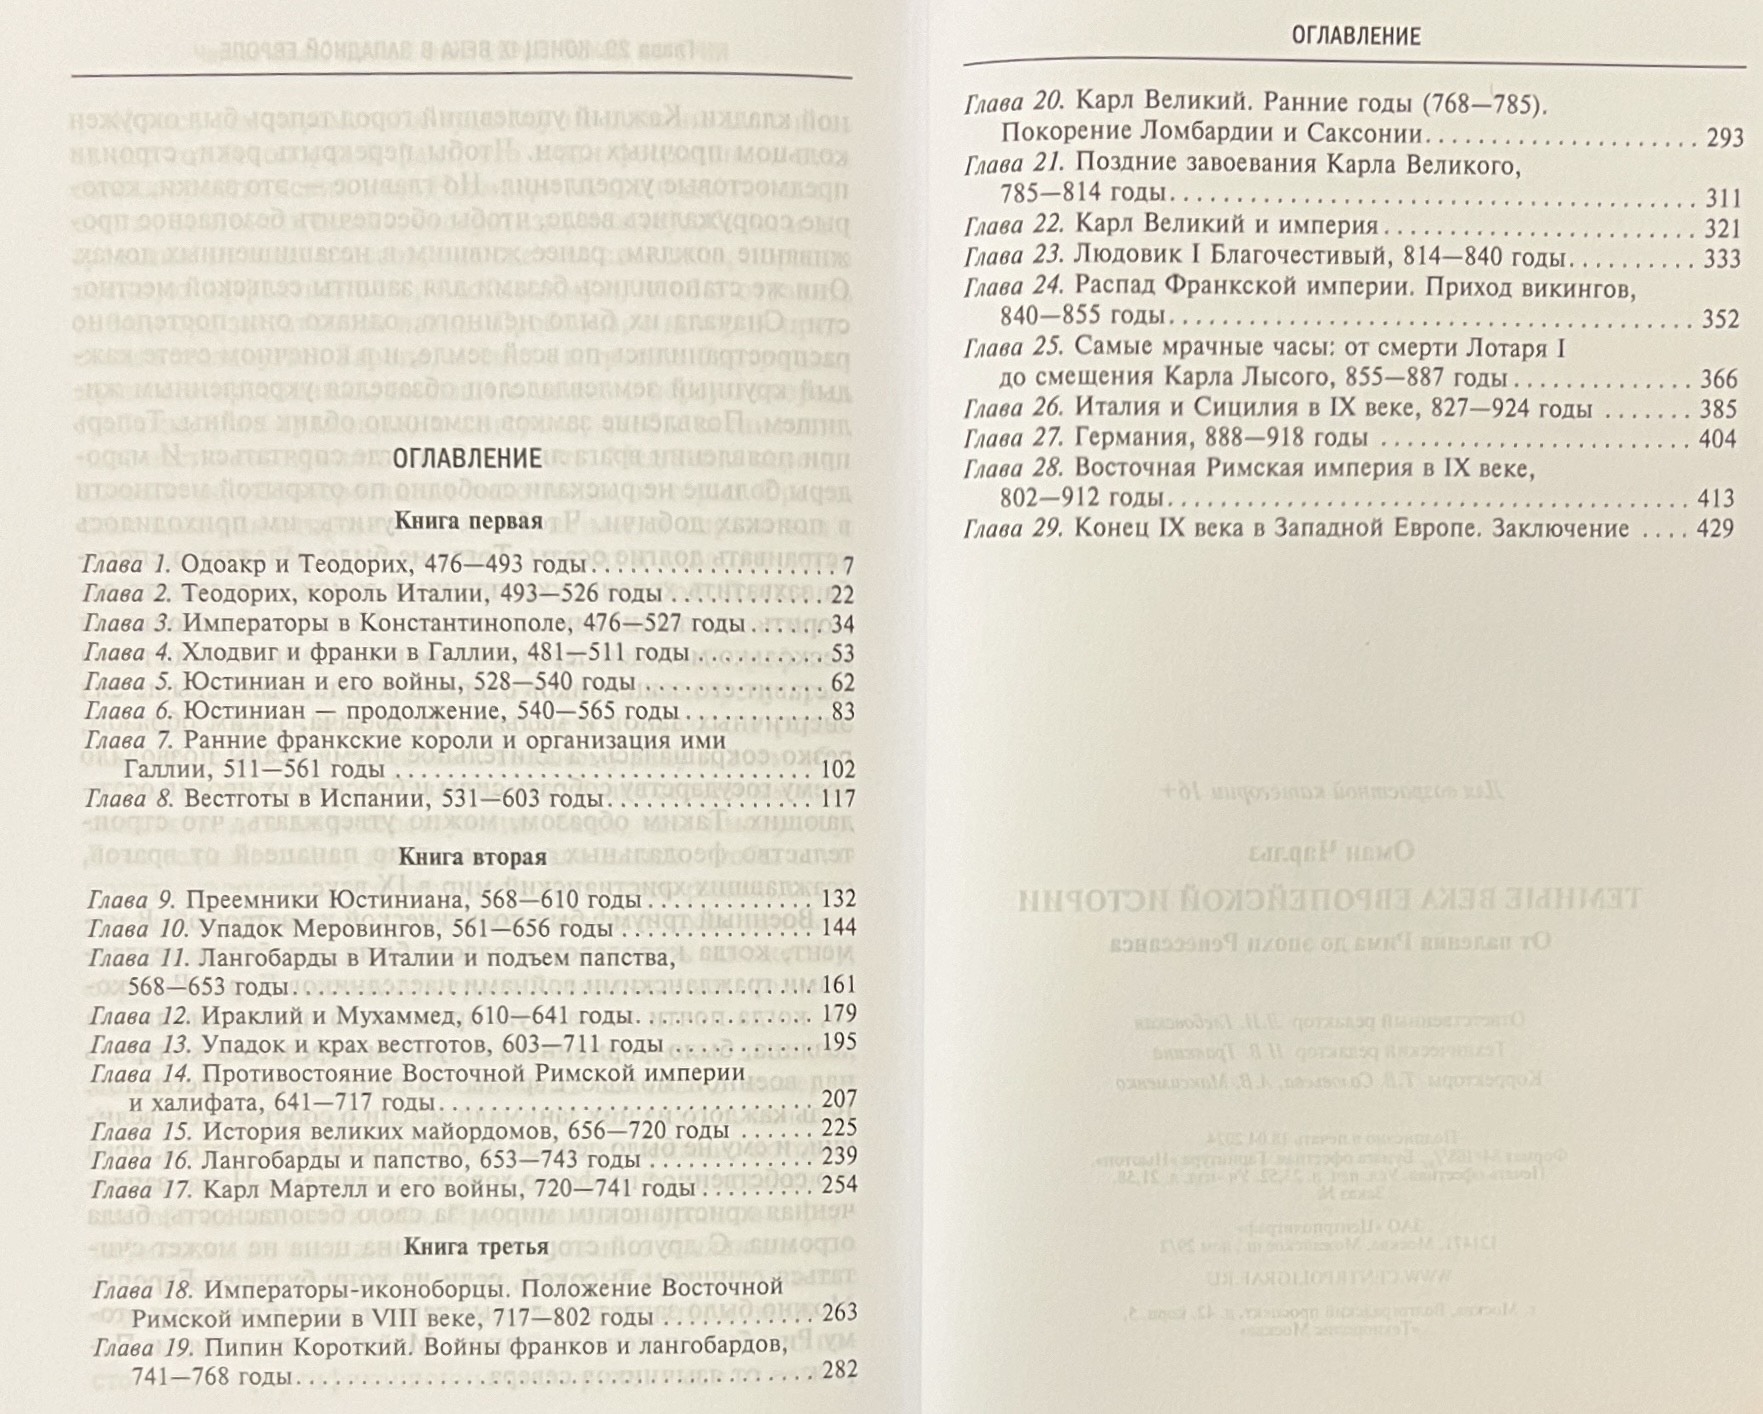 ОГЛАВЛЕНИЕ
Книга первая
Глава 1. Одоакр и Теодорих, 476—493 годы . . . . . . . . . . . . . . . . . . . 7
Глава 2. Теодорих, король Италии, 493—526 годы . . . . . . . . . . . . 22
Глава 3. Императоры в Константинополе, 476—527 годы . . . . . . 34
Глава 4. Хлодвиг и франки в Галлии, 481—511 годы . . . . . . . . . . 53
Глава 5. Юстиниан и его войны, 528—540 годы . . . . . . . . . . . . . . 62
Глава 6. Юстиниан — продолжение, 540—565 годы . . . . . . . . . . . 83
Глава 7. Ранние франкские короли и организация ими
Галлии, 511—561 годы . . . . . . . . . . . . . . . . . . . . . . . . . . . . . . . . 102
Глава 8. Вестготы в Испании, 531—603 годы . . . . . . . . . . . . . . . . 117
Книга вторая
Глава 9. Преемники Юстиниана, 568—610 годы . . . . . . . . . . . . . 132
Глава 10. Упадок Меровингов, 561—656 годы . . . . . . . . . . . . . . . 144
Глава 11. Лангобарды в Италии и подъем папства,
568—653 годы . . . . . . . . . . . . . . . . . . . . . . . . . . . . . . . . . . . . . . . . 161
Глава 12. Ираклий и Мухаммед, 610—641 годы . . . . . . . . . . . . . . 179
Глава 13. Упадок и крах вестготов, 603—711 годы . . . . . . . . . . . 195
Глава 14. Противостояние Восточной Римской империи
и халифата, 641—717 годы . . . . . . . . . . . . . . . . . . . . . . . . . . . . . 207
Глава 15. История великих майордомов, 656—720 годы . . . . . . 225
Глава 16. Лангобарды и папство, 653—743 годы . . . . . . . . . . . . . 239
Глава 17. Карл Мартелл и его войны, 720—741 годы . . . . . . . . . 254
Книга третья
Глава 18. Императоры-иконоборцы. Положение Восточной
Римской империи в VIII веке, 717—802 годы . . . . . . . . . . . . 263
Глава 19. Пипин Короткий. Войны франков и лангобардов,
741—768 годы . . . . . . . . . . . . . . . . . . . . . . . . . . . . . . . . . . . . . . . . 282
ОГЛАВЛЕНИЕ
Глава 20. Карл Великий. Ранние годы (768—785).
Покорение Ломбардии и Саксонии . . . . . . . . . . . . . . . . . . . . . 293
Глава 21. Поздние завоевания Карла Великого,
785—814 годы . . . . . . . . . . . . . . . . . . . . . . . . . . . . . . . . . . . . . . . . 311
Глава 22. Карл Великий и империя . . . . . . . . . . . . . . . . . . . . . . . . 321
Глава 23. Людовик I Благочестивый, 814—840 годы . . . . . . . . . . 333
Глава 24. Распад Франкской империи. Приход викингов,
840—855 годы . . . . . . . . . . . . . . . . . . . . . . . . . . . . . . . . . . . . . . . . 352
Глава 25. Самые мрачные часы: от смерти Лотаря I
до смещения Карла Лысого, 855—887 годы . . . . . . . . . . . . . . 366
Глава 26. Италия и Сицилия в IX веке, 827—924 годы . . . . . . . 385
Глава 27. Германия, 888—918 годы . . . . . . . . . . . . . . . . . . . . . . . . 404
Глава 28. Восточная Римская империя в IX веке,
802—912 годы . . . . . . . . . . . . . . . . . . . . . . . . . . . . . . . . . . . . . . . . 413
Глава 29. Конец IX века в Западной Европе. Заключение . . . . 429